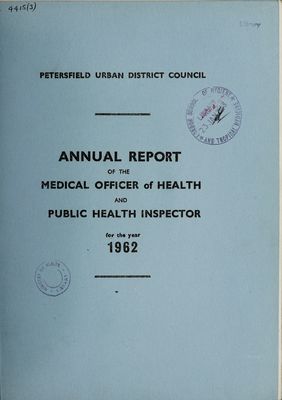 4415(3)
PETERSFIELD URBAN DISTRICT COUNCIL
ANNUAL REPORT
OF THE
MEDICAL OFFICER of HEALTH
AND
PUBLIC HEALTH INSPECTOR
for the year
1962